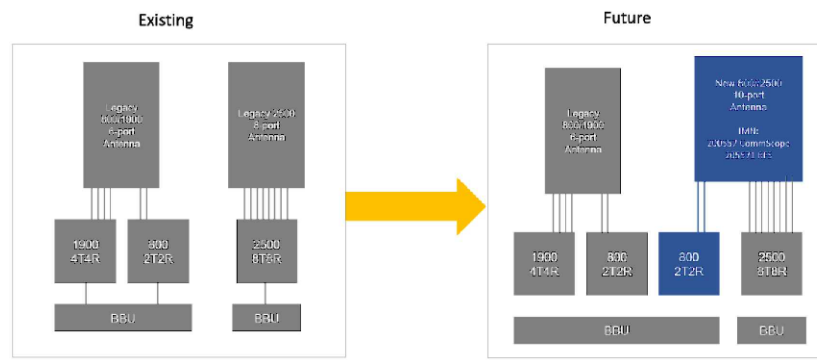 Existing
Future
Legacy
800/1900
6-port
Antenna
Legacy 2500
8-port
Antenna
1900
4T4R
800
2T2R
2500
8T8R
BBU
BBU
Legacy
800/1900
6-port
Antenna
New 800/2500
10-port
Antenna
1900
4T4R
800
2T2R
800
2T2R
2500
8T8R
BBU
BBU